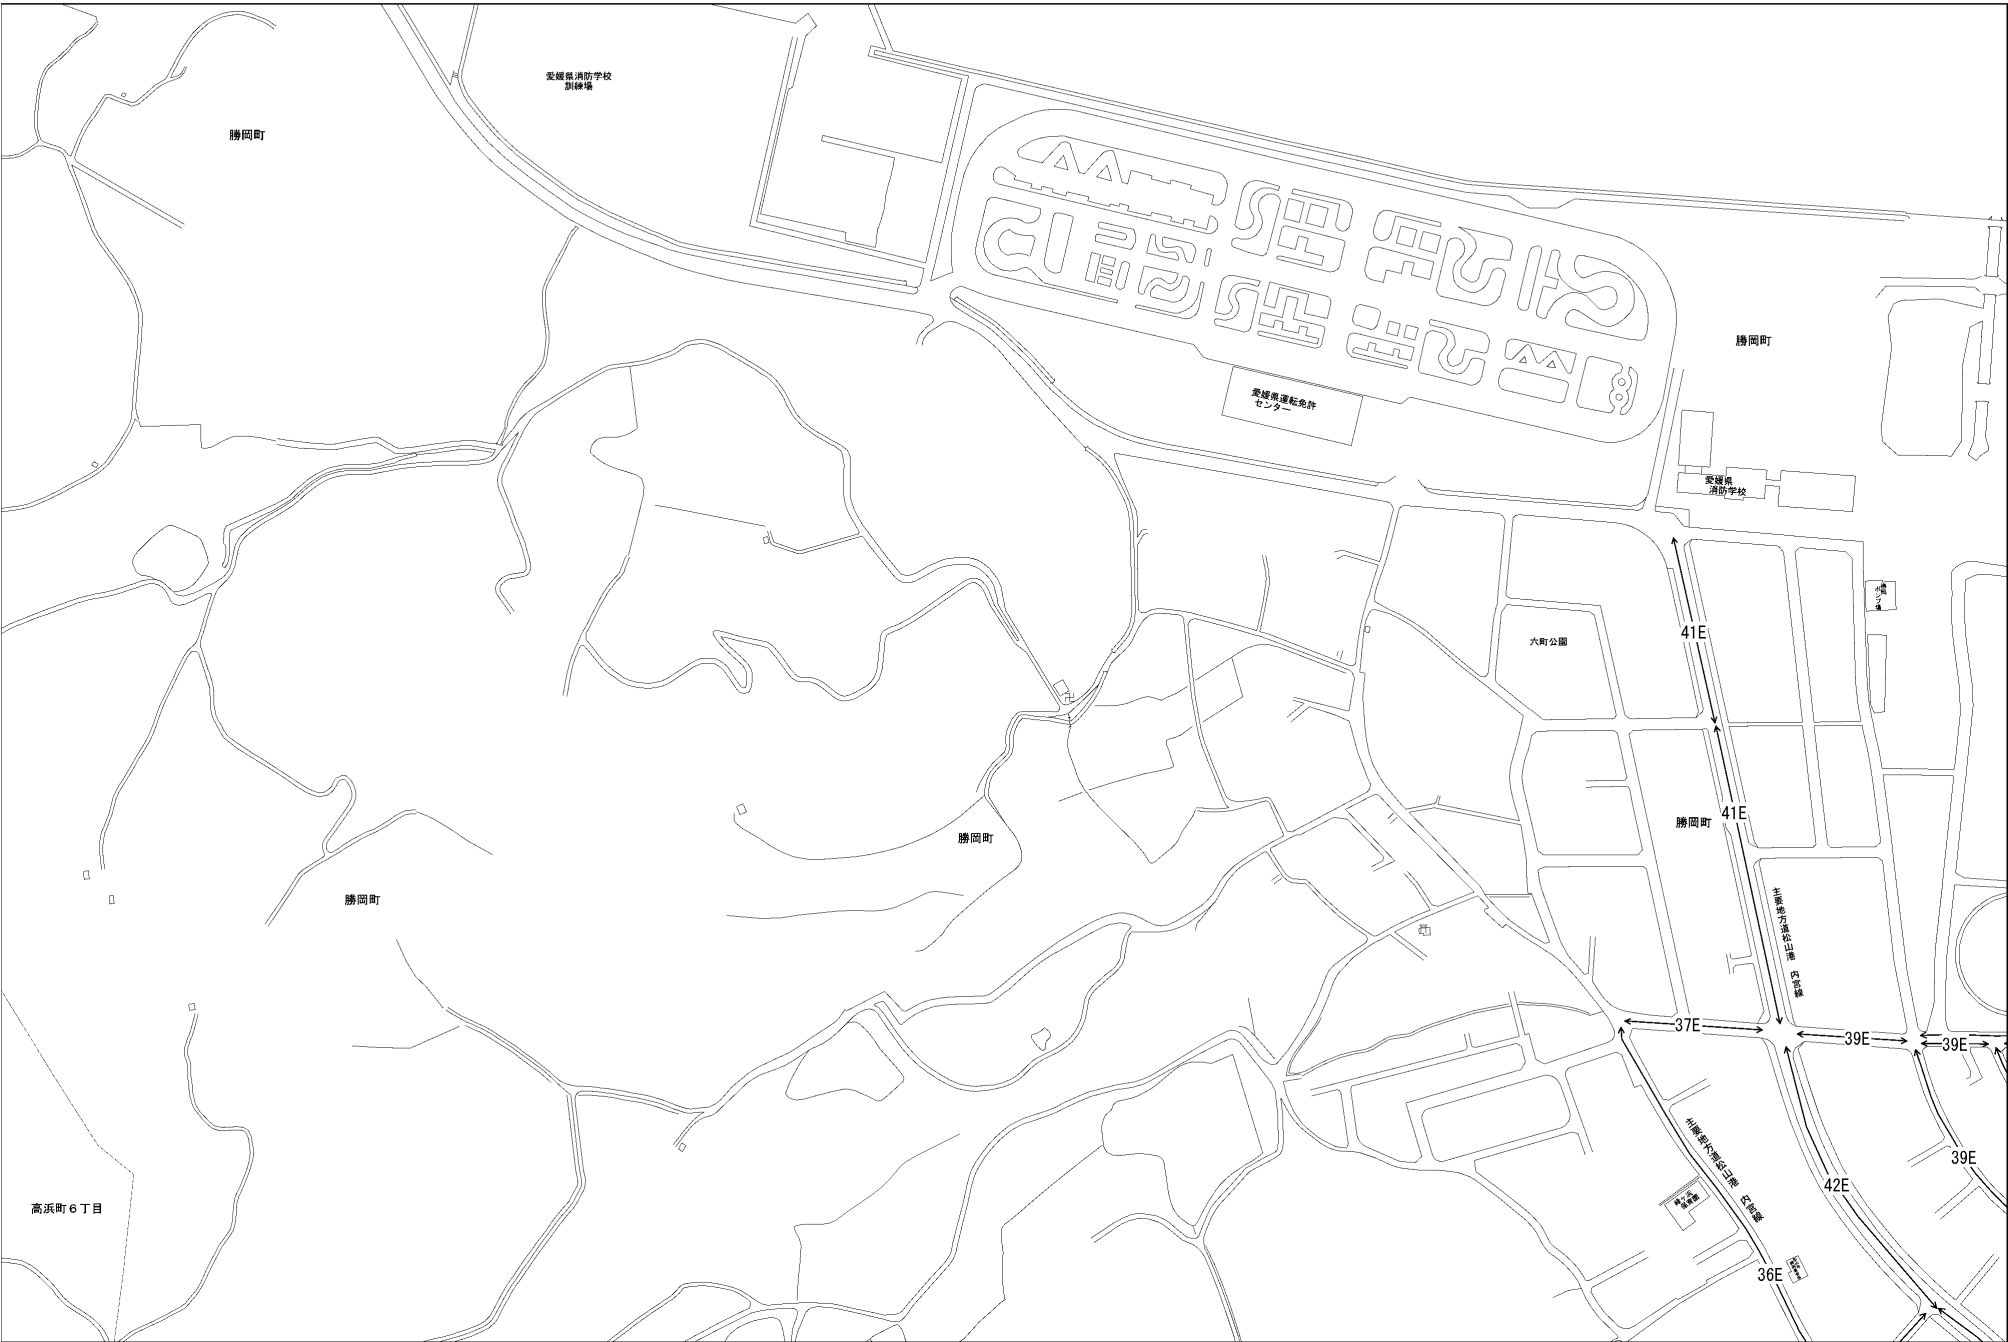 愛媛県消防学校
訓練場
勝岡町
勝岡町
愛媛県運転免許
センター
愛媛県
消防学校
41E
六町公園
41E
勝岡町
勝岡町
勝岡町
主要地方道松山港　内宮線
37E
39E
39E
主要地方道松山港　内宮線
39E
42E
高浜町６丁目
保育園
36E